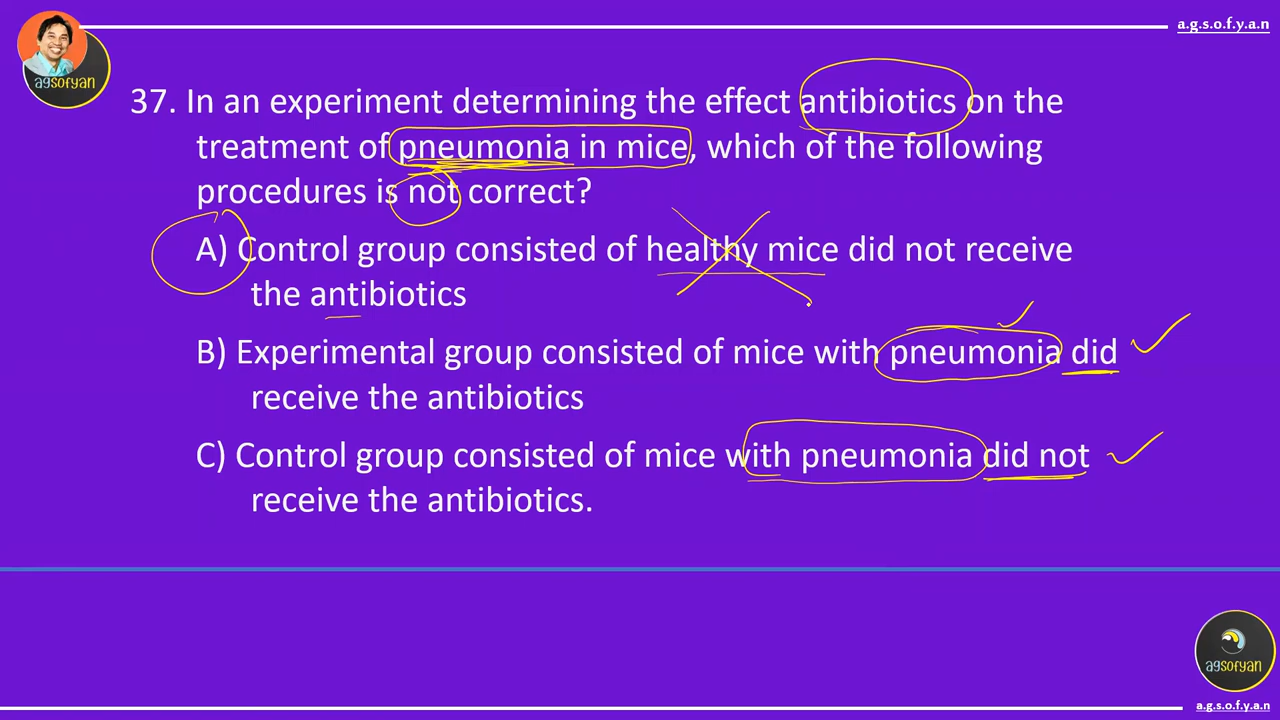 a.g.s.o.f.y.an
agsofyan
37. In an experiment determining the effect antibiotics on the
treatment of pneumonia in mice, which of the following
procedures is not correct?
A) Control group consisted of healthy mice did not receive
the antibiotics
B) Experimental group consisted of mice with pneumonia did
receive the antibiotics
C) Control group consisted of mice with pneumonia did not
receive the antibiotics.
agsofyan
a.g.s.o.f.y.a.n